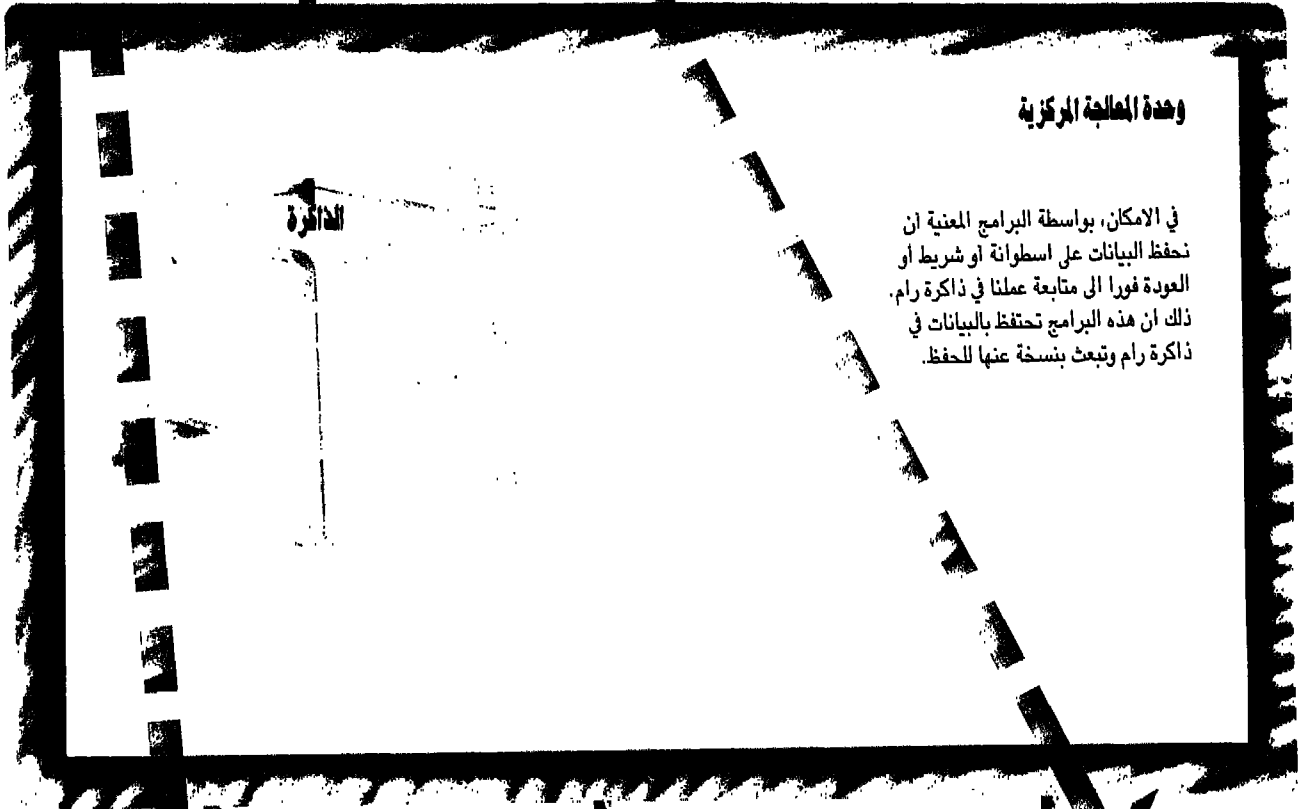 وحدة المعالجة المركزية
في الامكان، بواسطة البرامج المعنية ان
نحفظ البيانات على اسطوانة أو شريط أو
العودة فورا الى متابعة عملنا في ذاكرة رام.
ذلك ان هذه البرامج تحتفظ بالبيانات في
ذاكرة رام وتبعث بنسخة عنها للحفظ.
الذاكرة